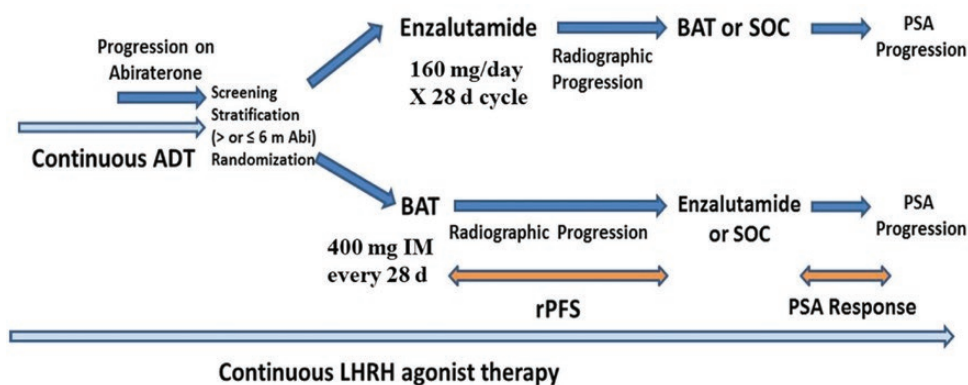 Progression on
Abiraterone
Continuous ADT
Screening
Stratification
(> or ≤ 6 m Abi)
Randomization
Enzalutamide
160 mg/day
X 28 d cycle
Radiographic
Progression
BAT or SOC
PSA
Progression
BAT
400 mg IM
every 28 d
Radiographic Progression
Enzalutamide
or SOC
PSA
Progression
rPFS
PSA Response
Continuous LHRH agonist therapy